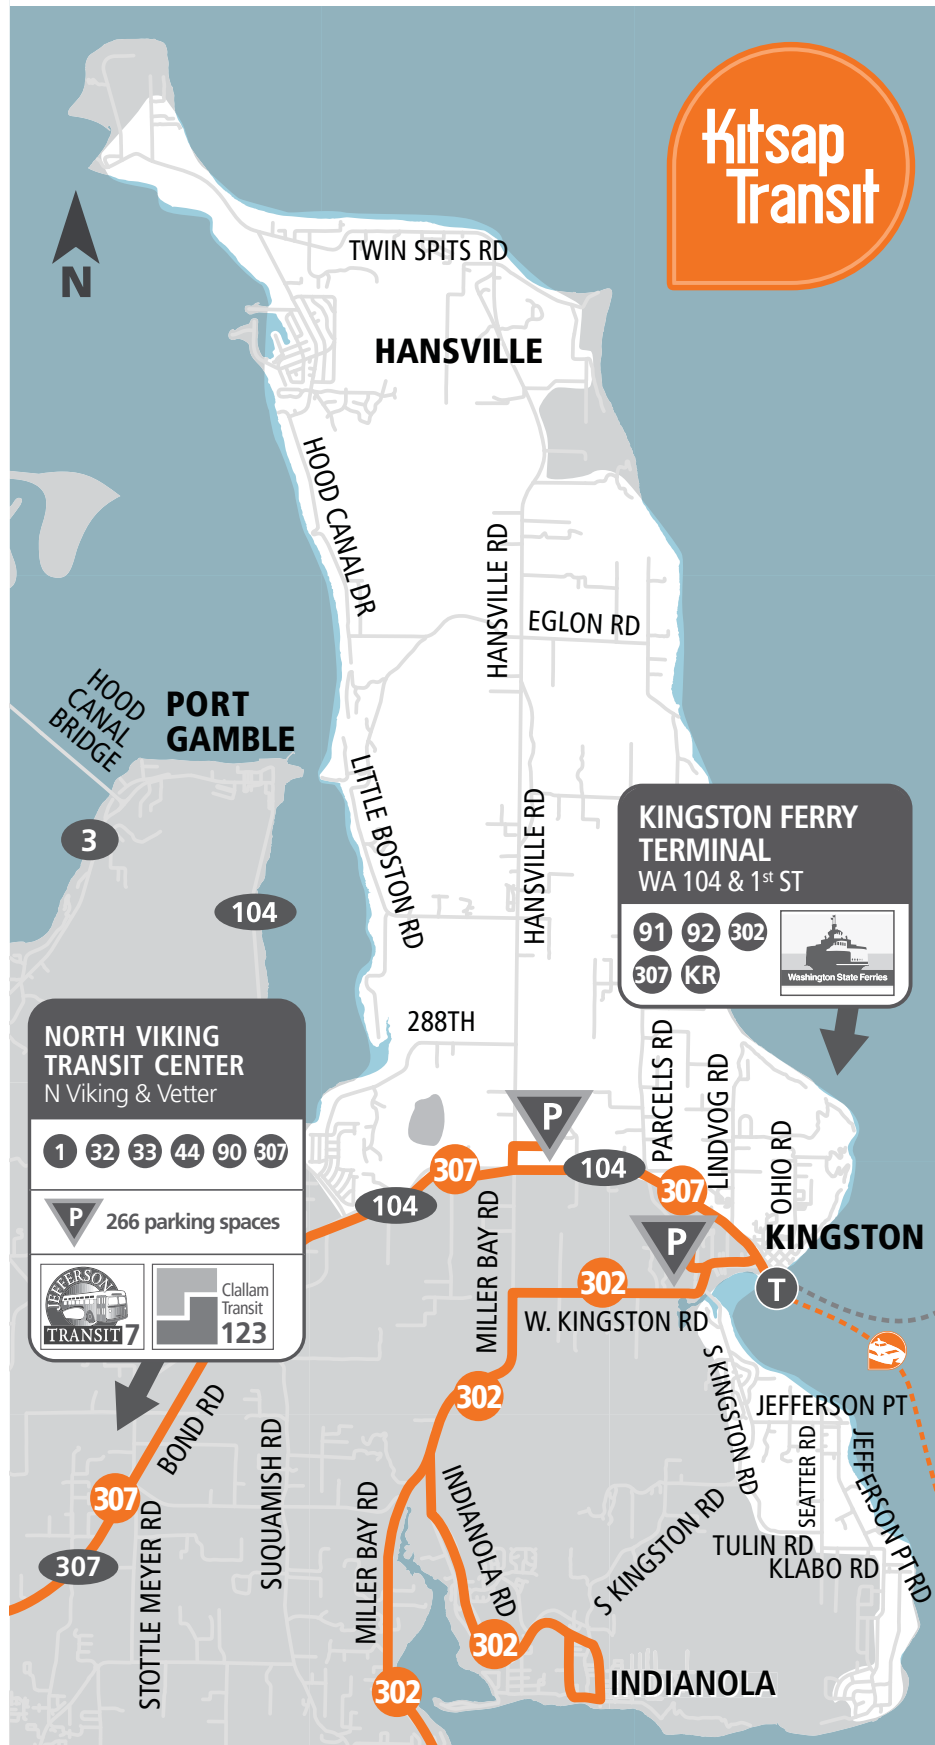 Kitsap
Transit
N
TWIN SPITS RD
HANSVILLE
HOOD CANAL DR
HANSVILLE RD
EGLON RD
HOOD
CANAL
BRIDGE
PORT
GAMBLE
3
104
LITTLE BOSTON RD
HANSVILLE RD
KINGSTON FERRY
TERMINAL
WA 104 & 1st ST
91 92 302
307 KR
Washington State Ferries
288TH
NORTH VIKING
TRANSIT CENTER
N Viking & Vetter
1 32 33 44 90 307
P 266 parking spaces
JEFFERSON
TRANSIT 7
Clallam
Transit
123
PARCELLS RD
LINDVOG RD
OHIO RD
P
307
104
104
307
MILLER BAY RD
P
KINGSTON
T
302
W. KINGSTON RD
302
S KINGSTON RD
JEFFERSON PT
SEATTER RD
JEFFERSON PT RD
BOND RD
SUQUAMISH RD
MILLER BAY RD
INDIANOLA RD
S KINGSTON RD
TULIN RD
KLABO RD
307
307
STOTTLE MEYER RD
302
302
INDIANOLA